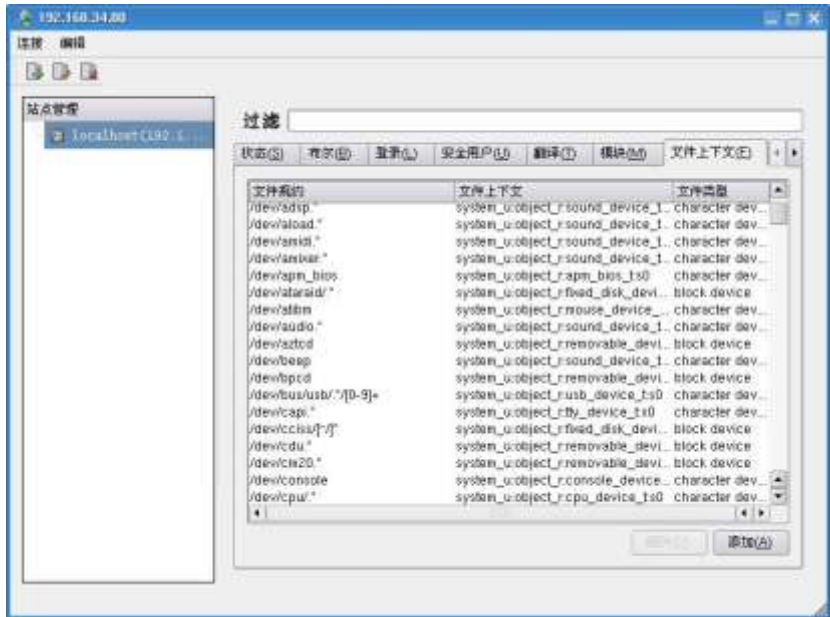 192.168.34.80
连接 编辑
站点管理
localhost(192.1...
过滤
状态(S) 布尔(B) 登录(L) 安全用户(U) 翻译(T) 模块(M) 文件上下文(F)
文件规约 文件上下文 文件类型
/dev/adsp.* system_u:object_r:sound_device_t... character dev...
/dev/aload.* system_u:object_r:sound_device_t... character dev...
/dev/amidi.* system_u:object_r:sound_device_t... character dev...
/dev/amixer.* system_u:object_r:sound_device_t... character dev...
/dev/apm_bios system_u:object_r:apm_bios_t:s0 character dev...
/dev/ataraid/.* system_u:object_r:fixed_disk_devi... block device
/dev/atibm system_u:object_r:mouse_device_... character dev...
/dev/audio.* system_u:object_r:sound_device_t... character dev...
/dev/aztcd system_u:object_r:removable_devi... block device
/dev/beep system_u:object_r:sound_device_t... character dev...
/dev/bpcd system_u:object_r:removable_devi... block device
/dev/bus/usb/.*/[0-9]+ system_u:object_r:usb_device_t:s0 character dev...
/dev/capi.* system_u:object_r:tty_device_t:s0 character dev...
/dev/cciss/[^/]* system_u:object_r:fixed_disk_devi... block device
/dev/cdu.* system_u:object_r:removable_devi... block device
/dev/cm20.* system_u:object_r:removable_devi... block device
/dev/console system_u:object_r:console_device... character dev...
/dev/cpu/.* system_u:object_r:cpu_device_t:s0 character dev...
添加(A)